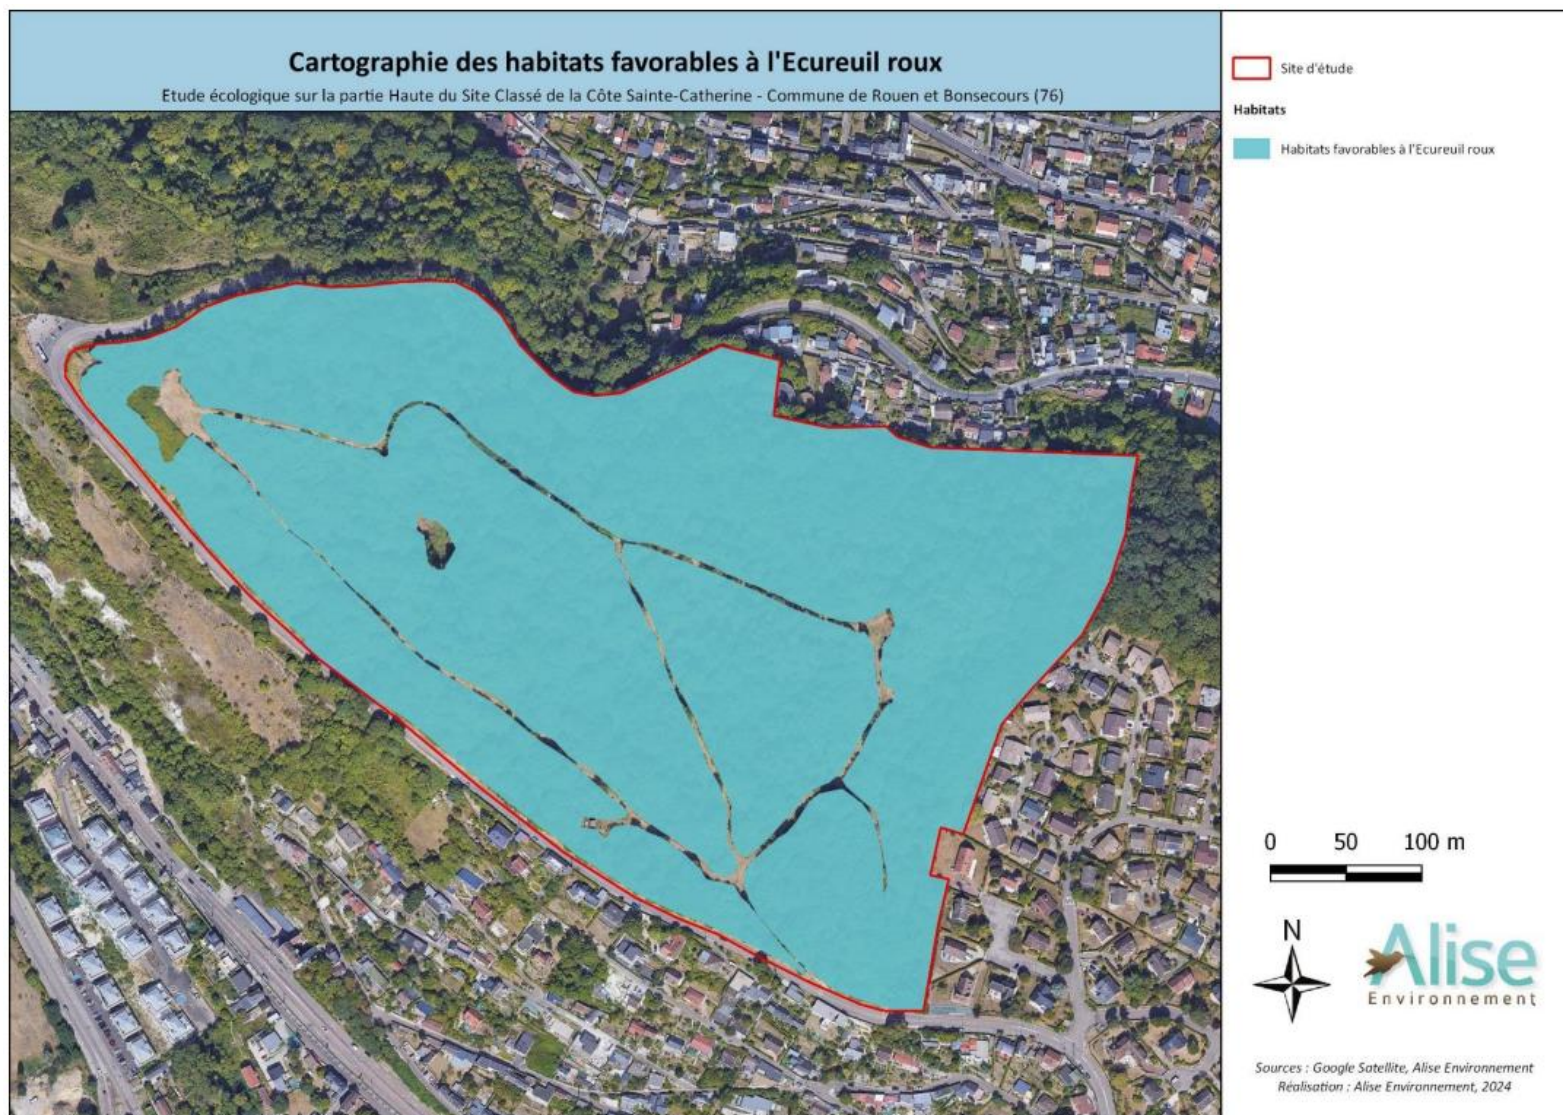 Cartographie des habitats favorables à l'Ecureuil roux
Etude écologique sur la partie Haute du Site Classé de la Côte Sainte-Catherine - Commune de Rouen et Bonsecours (76)
Site d'étude
Habitats
Habitats favorables à l'Ecureuil roux
0 50 100 m
N
Alise
Environnement
Sources : Google Satellite, Alise Environnement
Réalisation : Alise Environnement, 2024